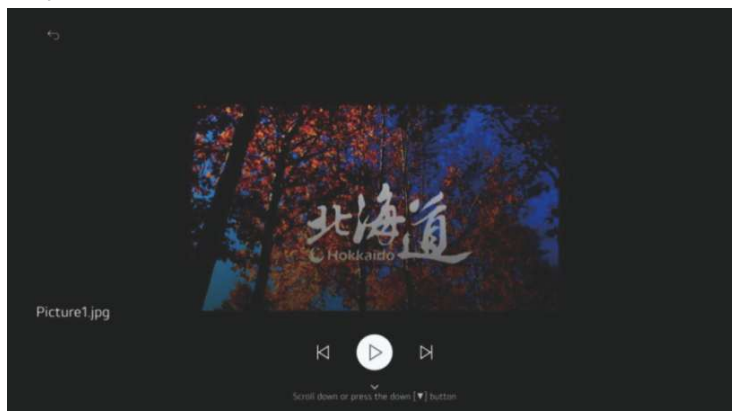 北海道
Hokkaido
Picture1.jpg
Scroll down or press the down [▼] button